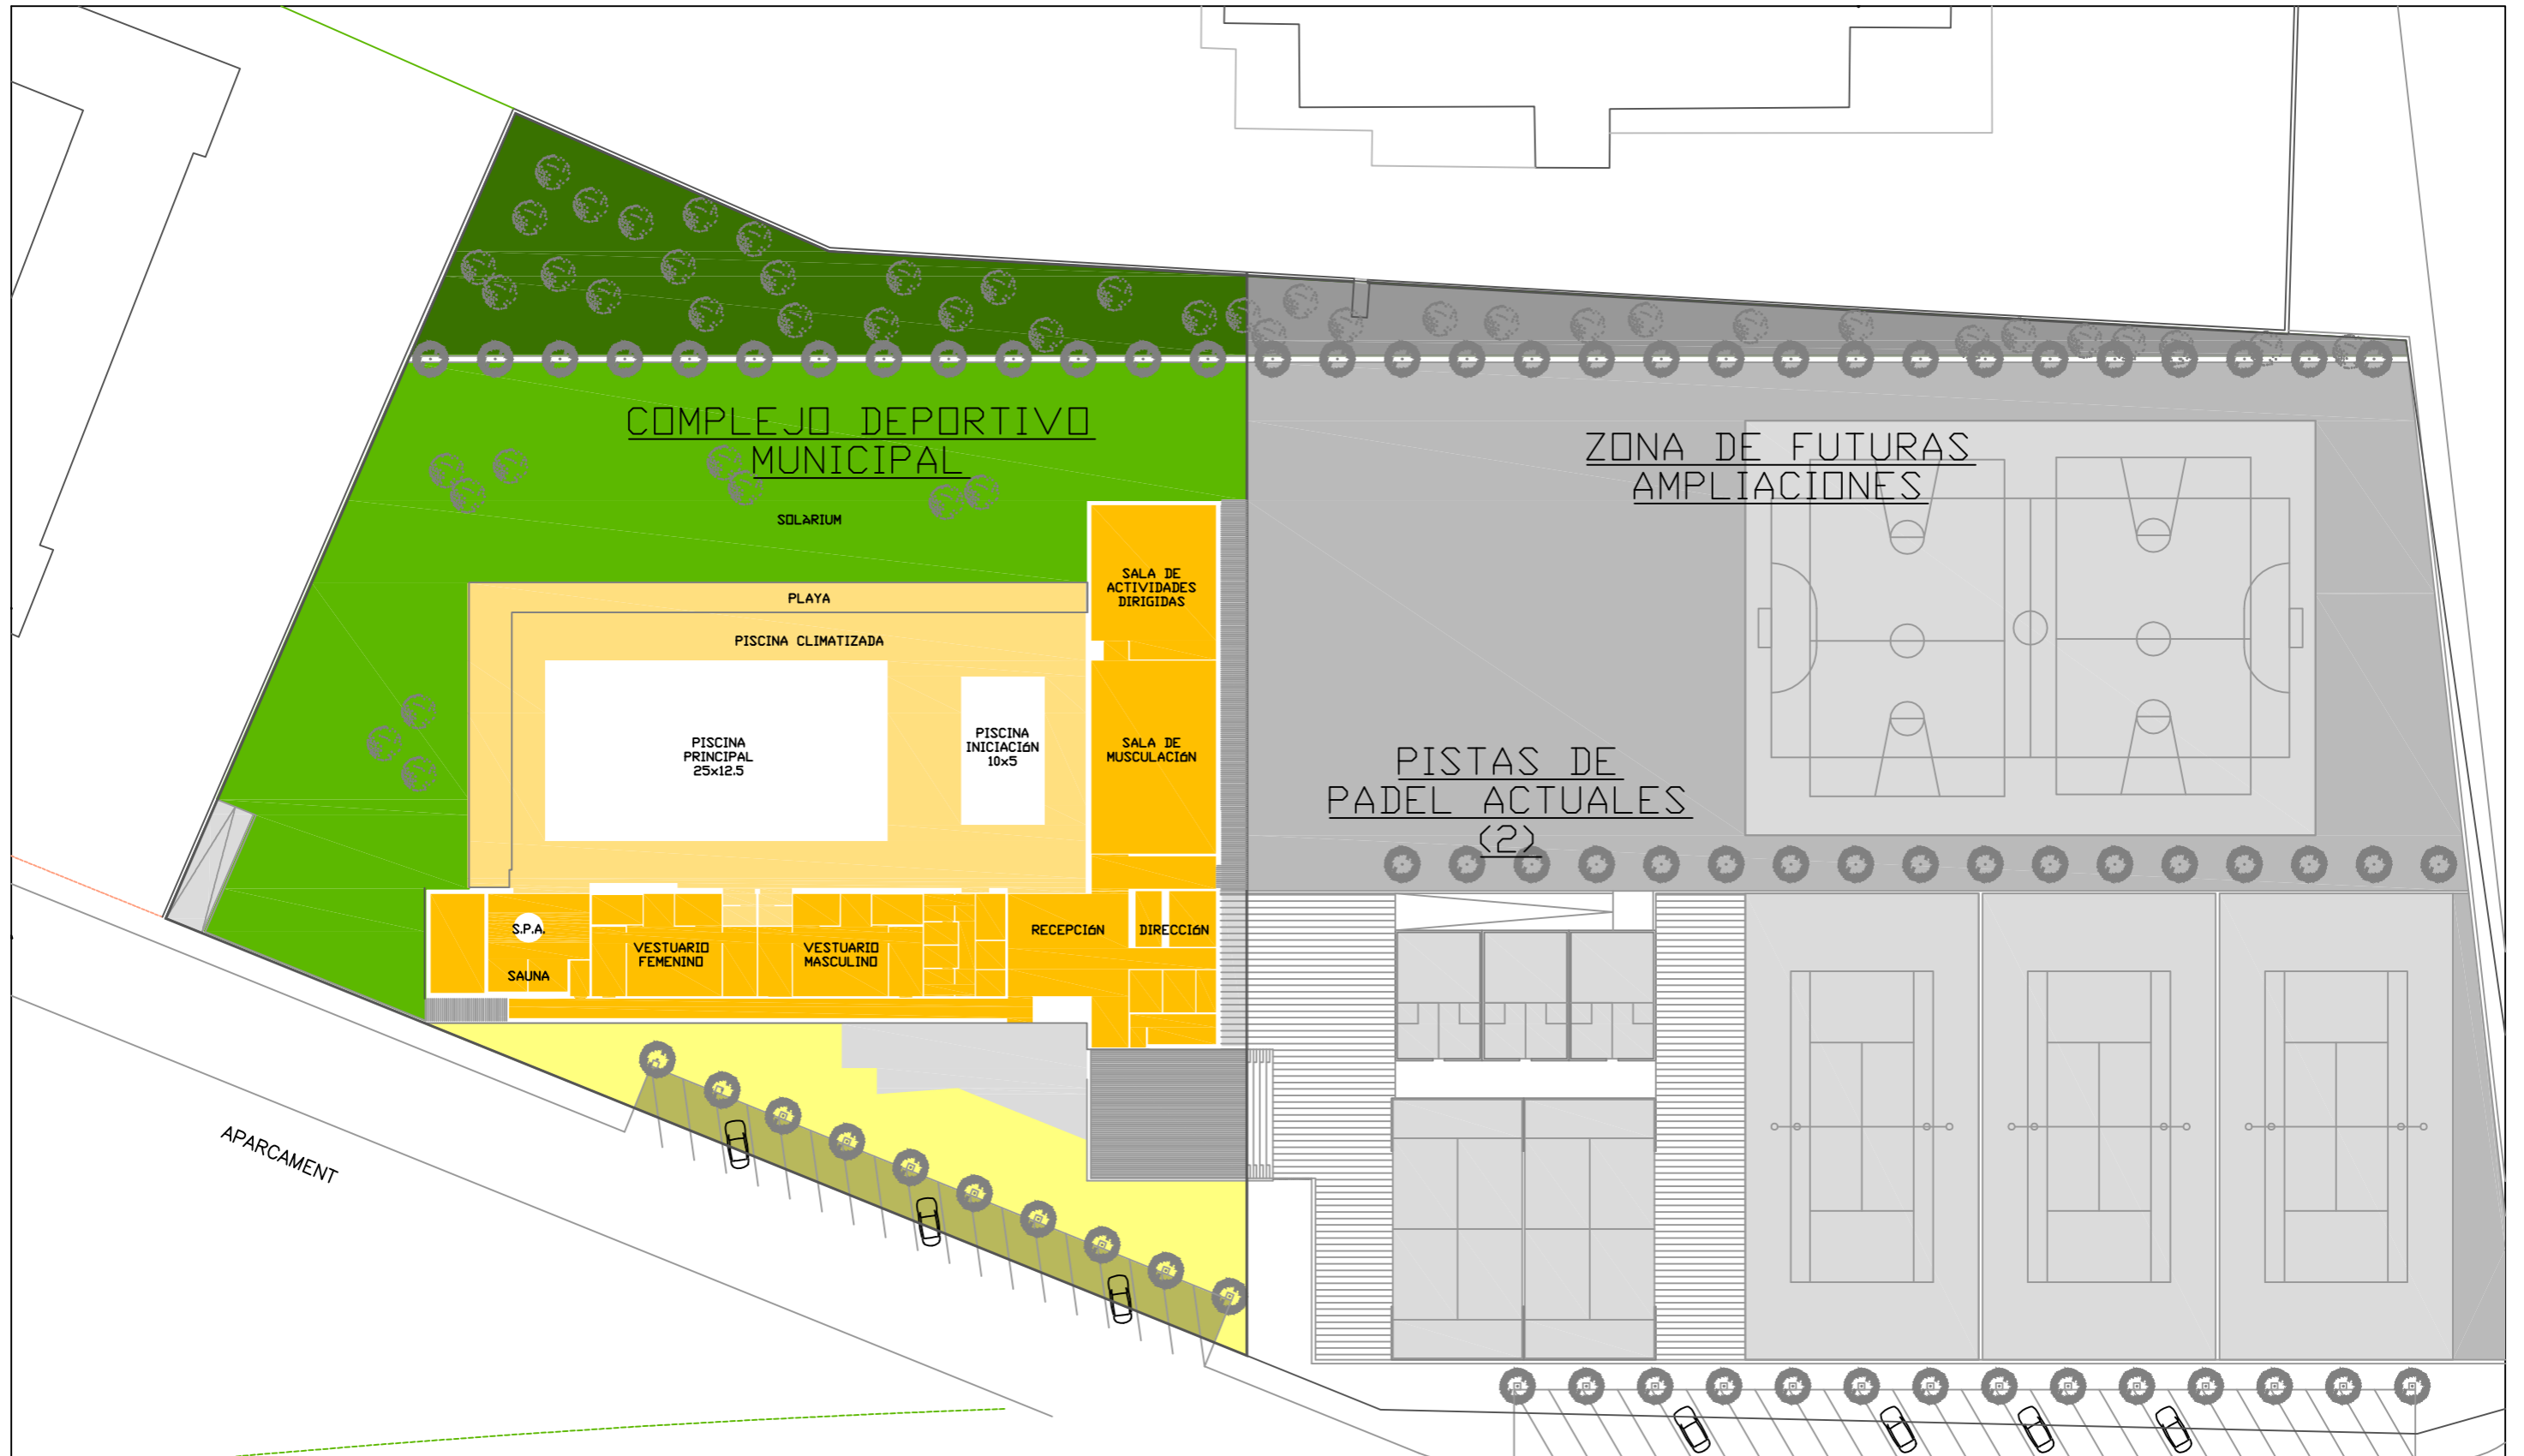 COMPLEJO DEPORTIVO
MUNICIPAL
ZONA DE FUTURAS
AMPLIACIONES
SOLARIUM
SALA DE
ACTIVIDADES
DIRIGIDAS
PLAYA
PISCINA CLIMATIZADA
PISCINA
PRINCIPAL
25x12.5
PISCINA
INICIACIÓN
10x5
SALA DE
MUSCULACIÓN
PISTAS DE
PADEL ACTUALES
(2)
S.P.A.
SAUNA
VESTUARIO
FEMENINO
VESTUARIO
MASCULINO
RECEPCIÓN
DIRECCIÓN
APARCAMENT